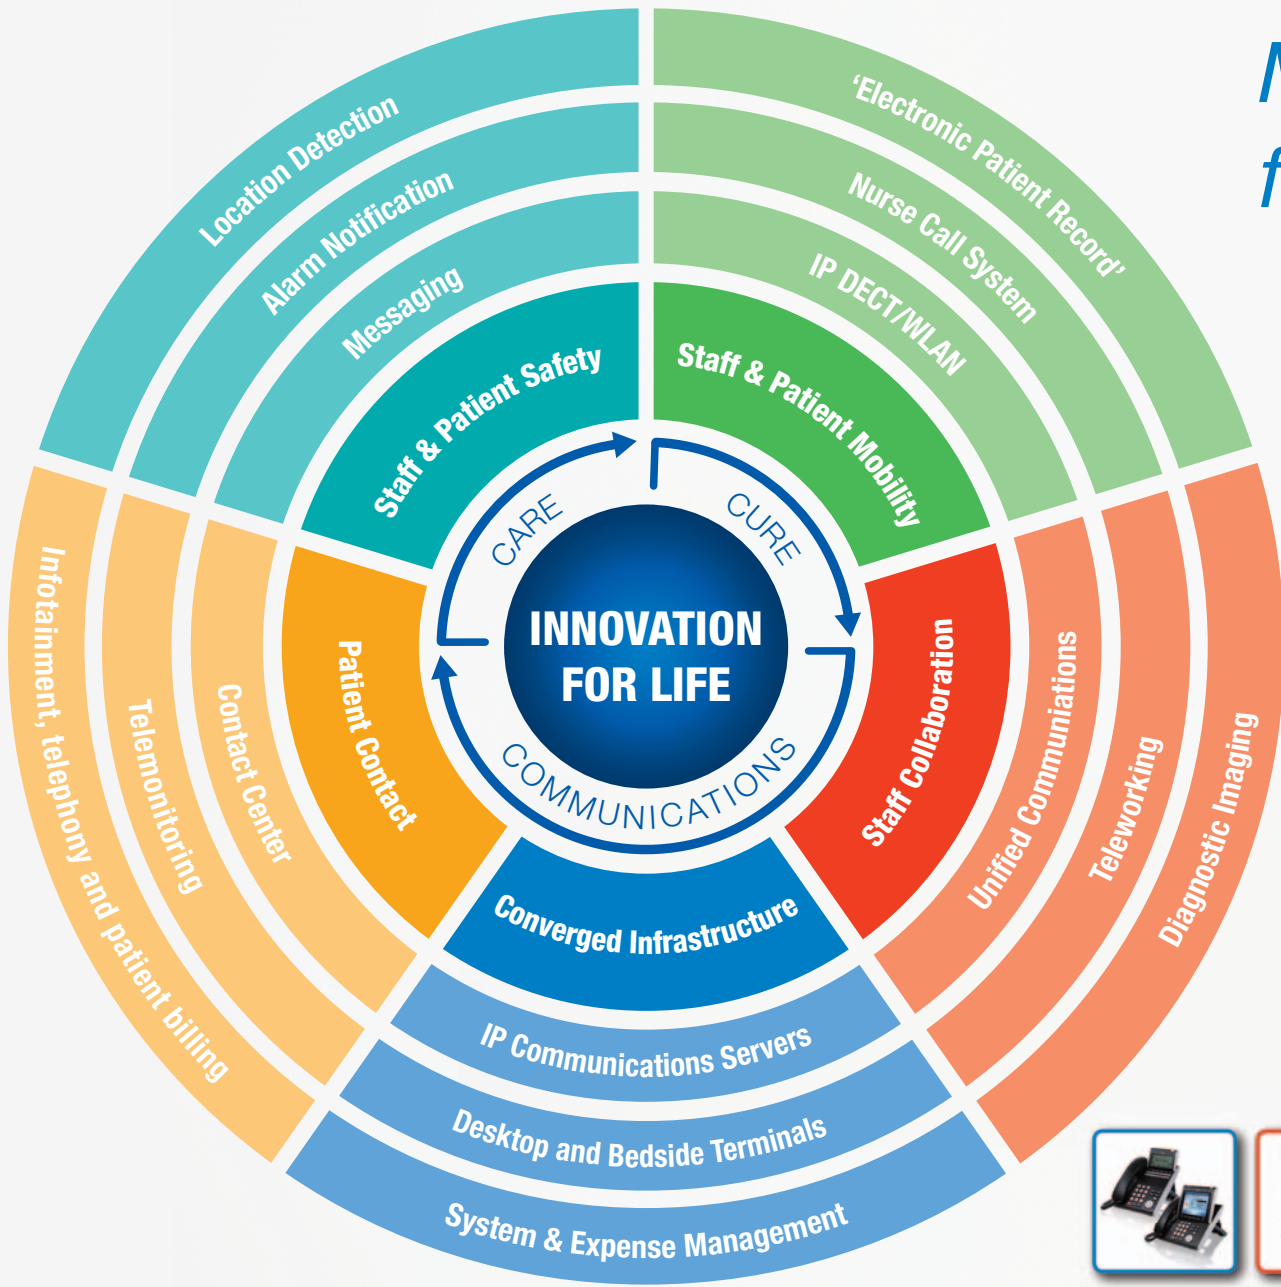 Location Detection
Alarm Notification
Messaging
Staff & Patient Safety
'Electronic Patient Record'
Nurse Call System
IP DECT/WLAN
Staff & Patient Mobility
CARE
CURE
COMMUNICATIONS
INNOVATION
FOR LIFE
Patient Contact
Contact Center
Telemonitoring
Infotainment, telephony and patient billing
Staff Collaboration
Unified Communiations
Teleworking
Diagnostic Imaging
Converged Infrastructure
IP Communications Servers
Desktop and Bedside Terminals
System & Expense Management